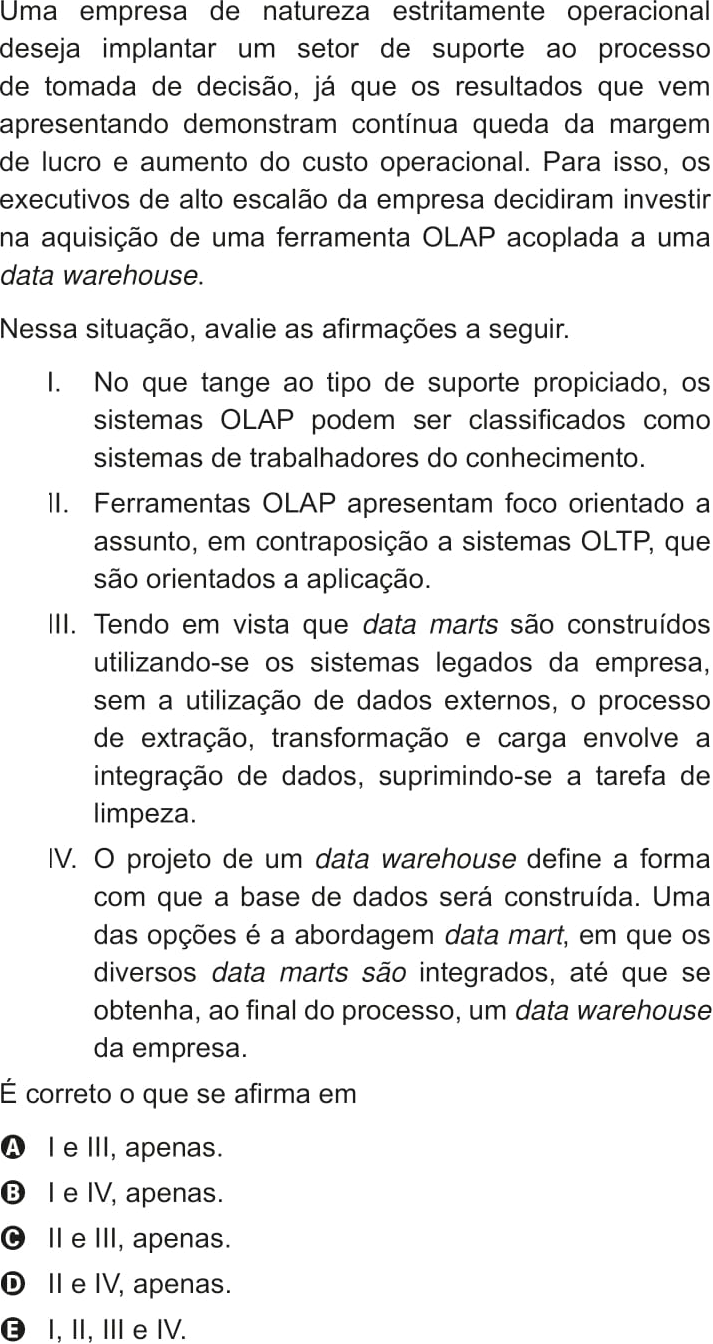 Uma empresa de natureza estritamente operacional
deseja implantar um setor de suporte ao processo
de tomada de decisão, já que os resultados que vem
apresentando demonstram contínua queda da margem
de lucro e aumento do custo operacional. Para isso, os
executivos de alto escalão da empresa decidiram investir
na aquisição de uma ferramenta OLAP acoplada a uma
data warehouse.
Nessa situação, avalie as afirmações a seguir.
I. No que tange ao tipo de suporte propiciado, os
sistemas OLAP podem ser classificados como
sistemas de trabalhadores do conhecimento.
II. Ferramentas OLAP apresentam foco orientado a
assunto, em contraposição a sistemas OLTP, que
são orientados a aplicação.
III. Tendo em vista que data marts são construídos
utilizando-se os sistemas legados da empresa,
sem a utilização de dados externos, o processo
de extração, transformação e carga envolve a
integração de dados, suprimindo-se a tarefa de
limpeza.
IV. O projeto de um data warehouse define a forma
com que a base de dados será construída. Uma
das opções é a abordagem data mart, em que os
diversos data marts são integrados, até que se
obtenha, ao final do processo, um data warehouse
da empresa.
É correto o que se afirma em
A I e III, apenas.
B I e IV, apenas.
C II e III, apenas.
D II e IV, apenas.
E I, II, III e IV.